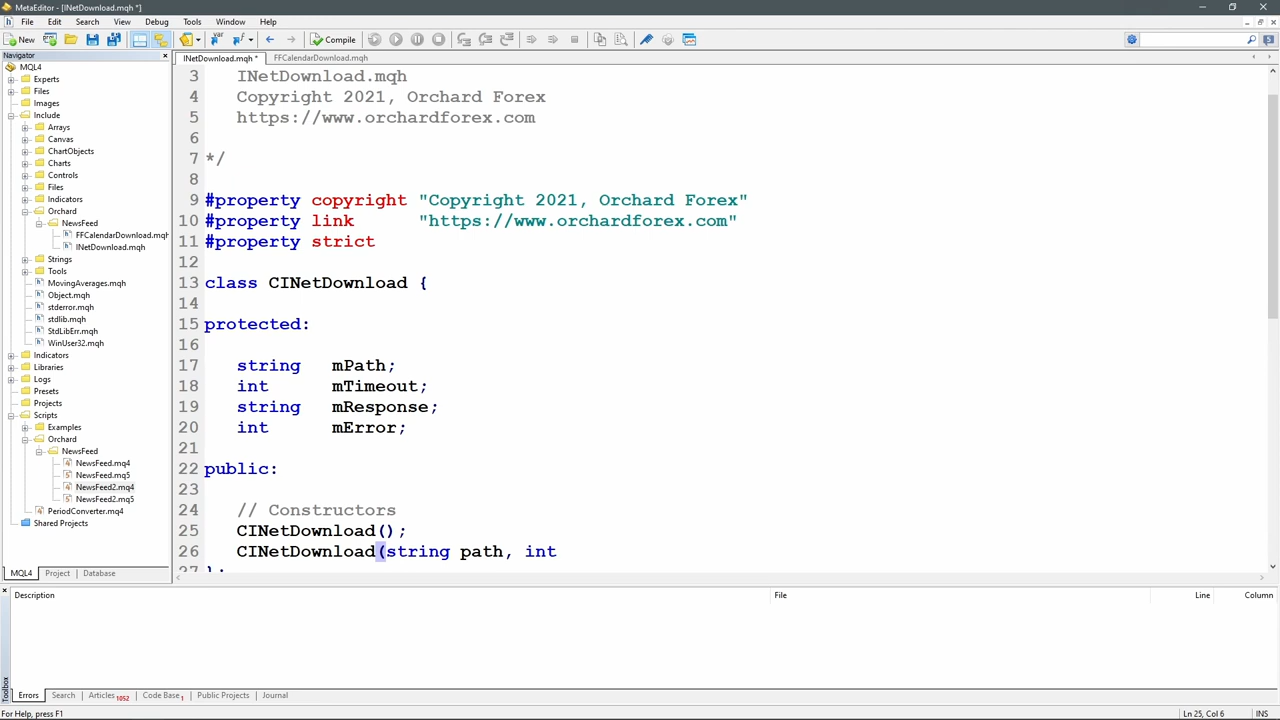 MetaEditor - [INetDownload.mqh *]
File Edit Search View Debug Tools Window Help
New Compile
Navigator
MQL4
Experts
Files
Images
Include
Arrays
Canvas
ChartObjects
Charts
Controls
Files
Indicators
Orchard
NewsFeed
FFCalendarDownload.mqh
INetDownload.mqh
Strings
Tools
MovingAverages.mqh
Object.mqh
stderror.mqh
stdlib.mqh
StdLibErr.mqh
WinUser32.mqh
Indicators
Libraries
Logs
Presets
Projects
Scripts
Examples
Orchard
NewsFeed
NewsFeed.mq4
NewsFeed.mq5
NewsFeed2.mq4
NewsFeed2.mq5
PeriodConverter.mq4
Shared Projects
MQL4 Project Database
INetDownload.mqh * FFCalendarDownload.mqh
3 INetDownload.mqh
4 Copyright 2021, Orchard Forex
5 https://www.orchardforex.com
6
7 */
8
9 #property copyright "Copyright 2021, Orchard Forex"
10 #property link "https://www.orchardforex.com"
11 #property strict
12
13 class CINetDownload {
14
15 protected:
16
17 string mPath;
18 int mTimeout;
19 string mResponse;
20 int mError;
21
22 public:
23
24 // Constructors
25 CINetDownload();
26 CINetDownload(string path, int
27 };
Description File Line Column
Toolbox
Errors Search Articles 1052 Code Base 1 Public Projects Journal
For Help, press F1 Ln 25, Col 6 INS